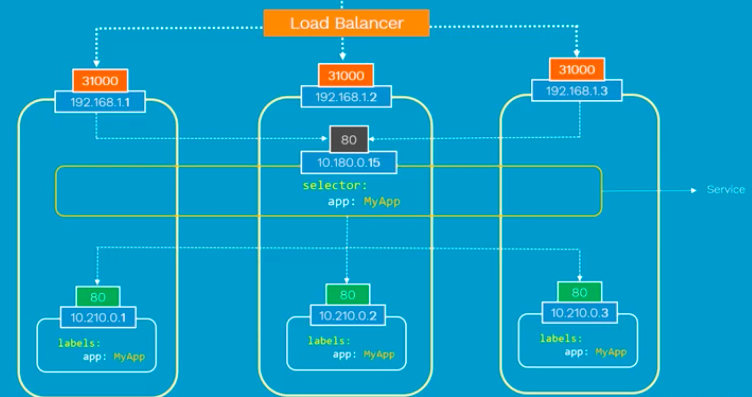 Load Balancer
31000
31000
31000
192.168.1.1
192.168.1.2
192.168.1.3
80
10.180.0.15
selector:
app: MyApp
Service
80
80
80
10.210.0.1
10.210.0.2
10.210.0.3
labels:
app: MyApp
labels:
app: MyApp
labels:
app: MyApp